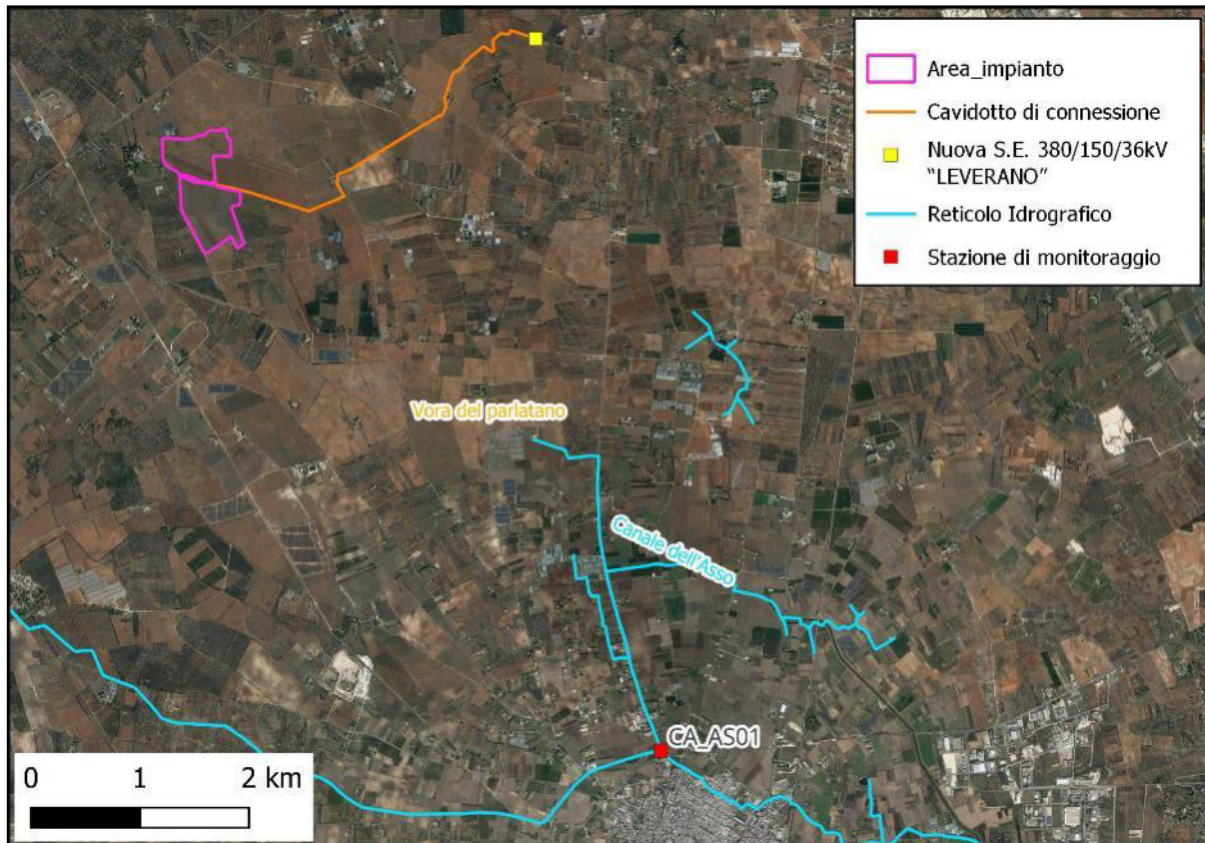 Area_impianto
Cavidotto di connessione
Nuova S.E. 380/150/36kV
"LEVERANO"
Reticolo Idrografico
Stazione di monitoraggio
Vora del parlatano
Canale dell'Asso
CA_AS01
0 1 2 km